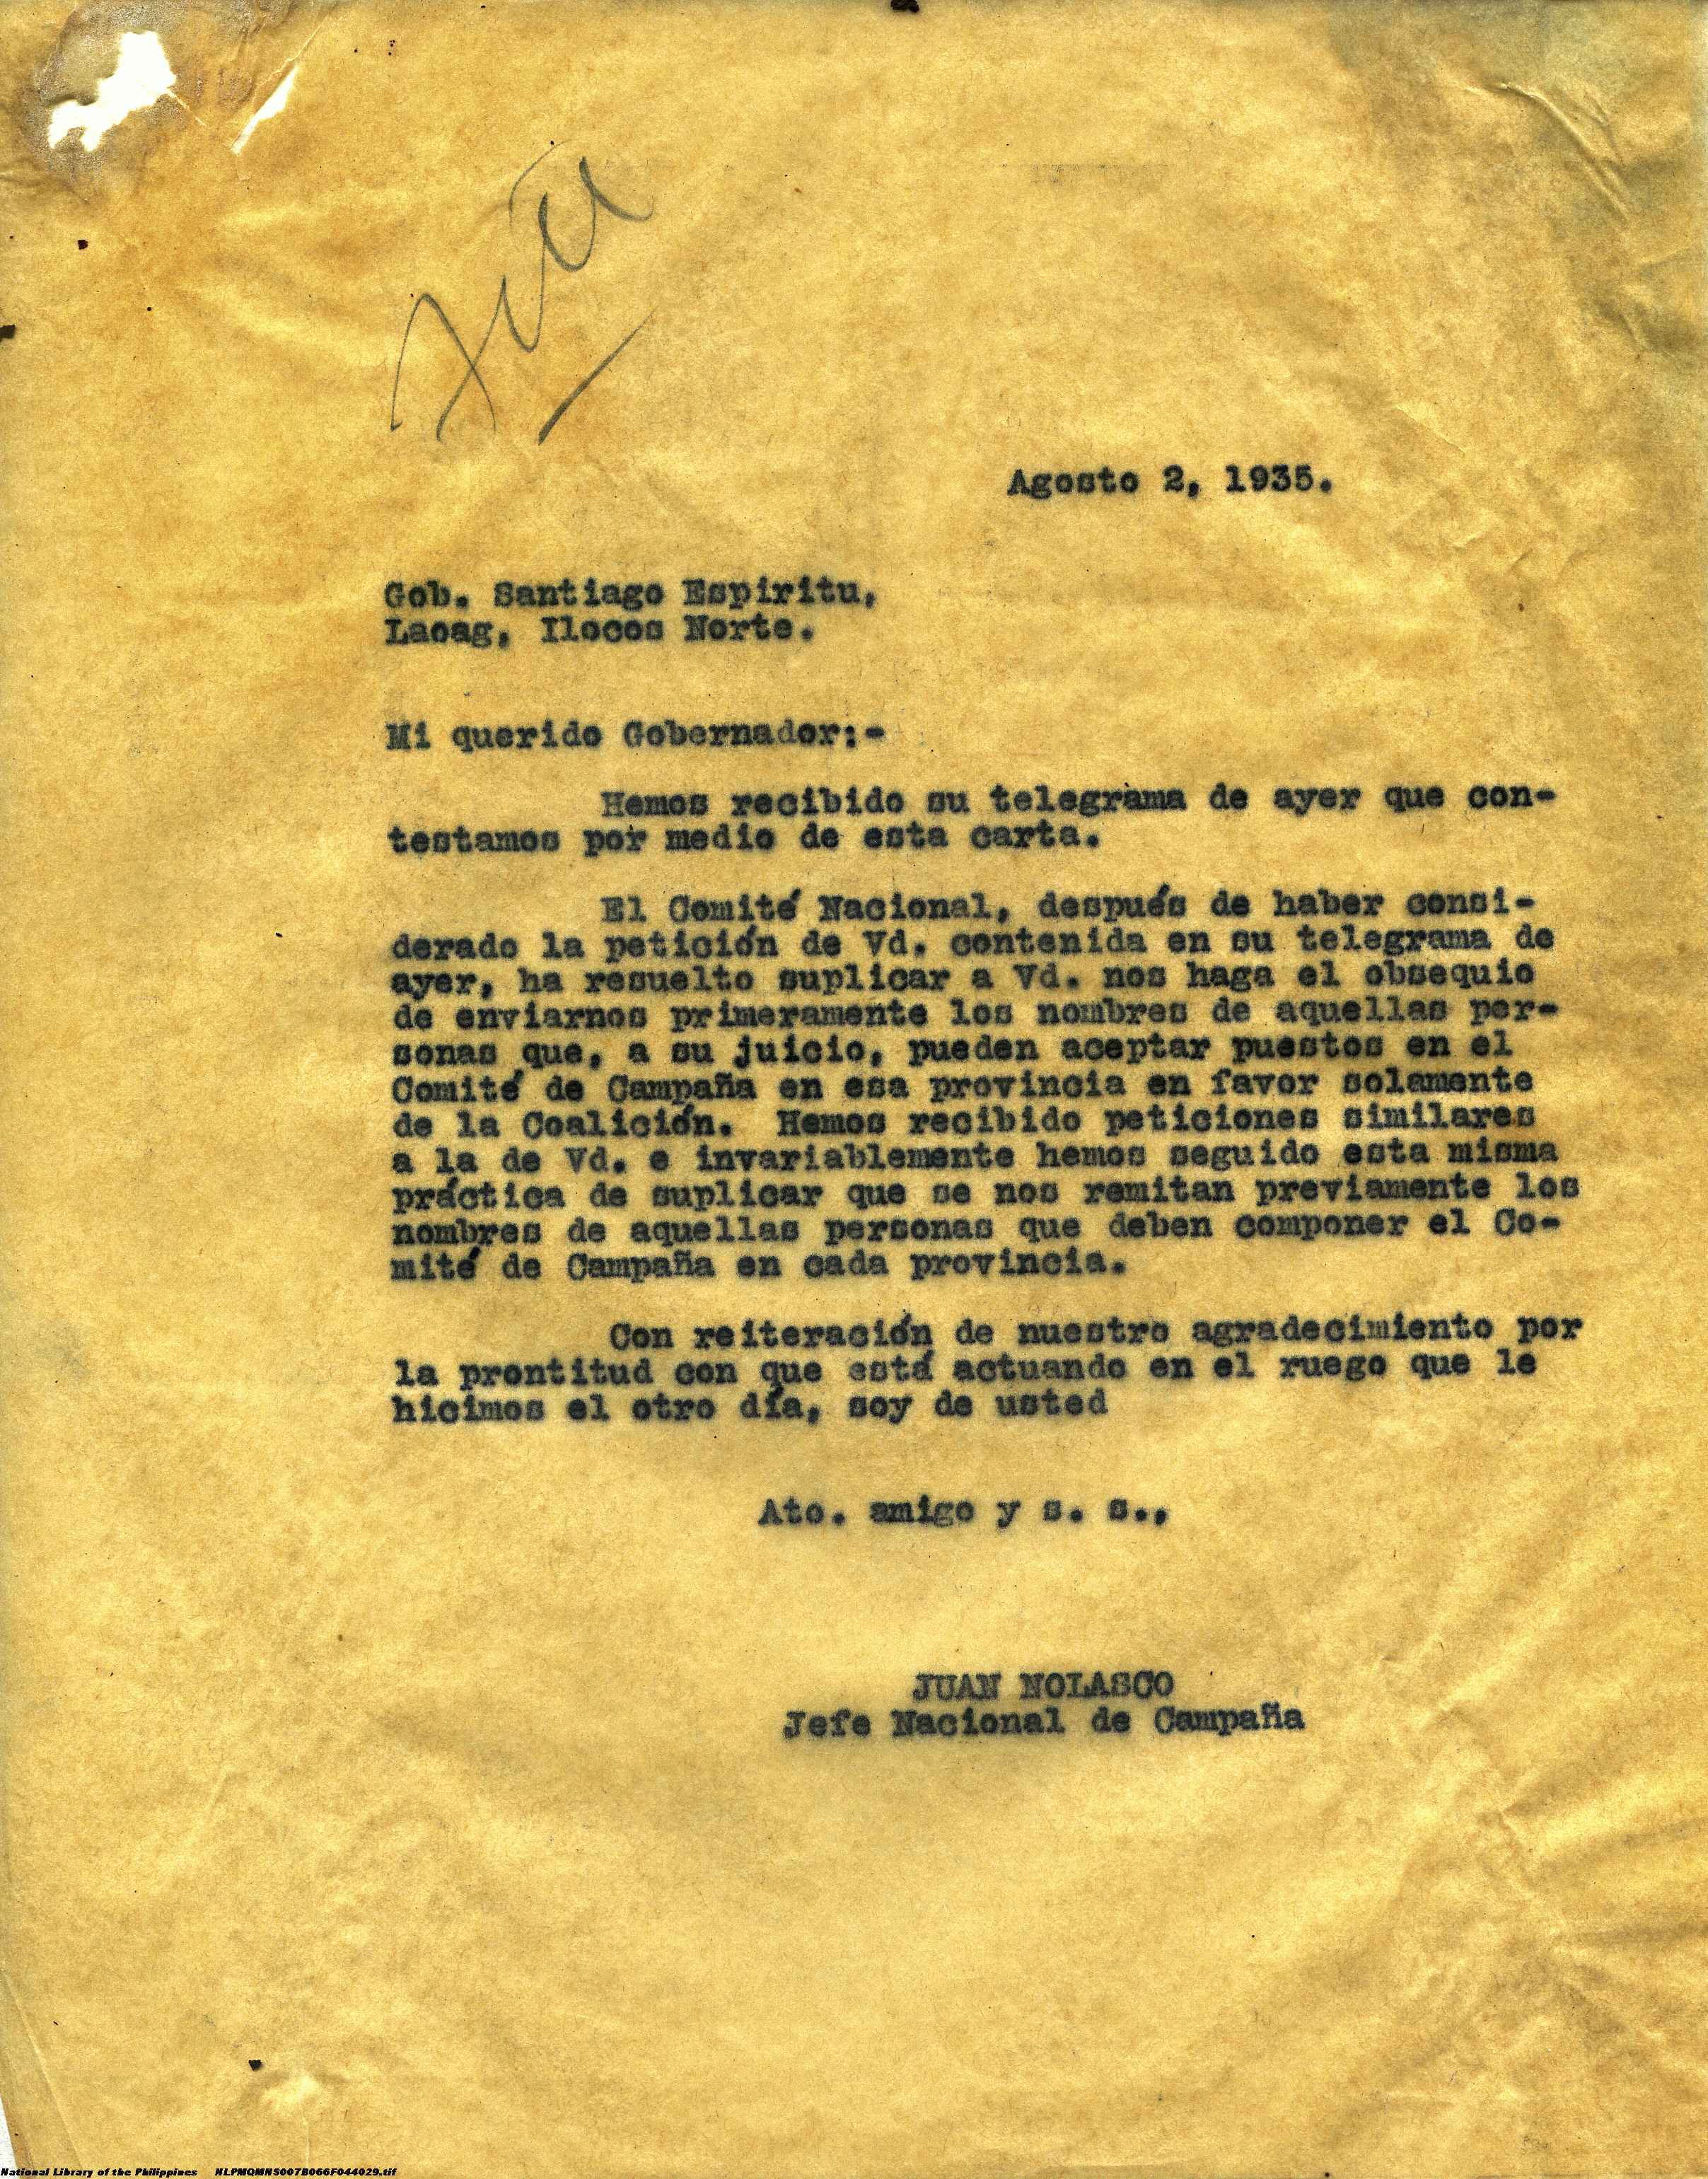 Agosto 2, 1935.
Gob. Santiago Espiritu,
Laoag, Ilocos Norte.
Mi querido Gobernador:-
Hemos recibido su telegrama de ayer que con-
testamos por medio de esta carta.
El Comité Nacional, después de haber consi-
derado la petición de Vd. contenida en su telegrama de
ayer, ha resuelto suplicar a Vd. nos haga el obsequio
de enviarnos primeramente los nombres de aquellas per-
sonas que, a su juicio, pueden aceptar puestos en el
Comité de Campaña en esa provincia en favor solamente
de la Coalición. Hemos recibido peticiones similares
a la de Vd. e invariablemente hemos seguido esta misma
práctica de suplicar que se nos remitan previamente los
nombres de aquellas personas que deben componer el Co-
mité de Campaña en cada provincia.
Con reiteración de nuestro agradecimiento por
la prontitud con que está actuando en el ruego que le
hicimos el otro día, soy de usted
Ato. amigo y s. s.,
JUAN NOLASCO
Jefe Nacional de Campaña
National Library of the Philippines NLPMQMNS007B066F044029.tif